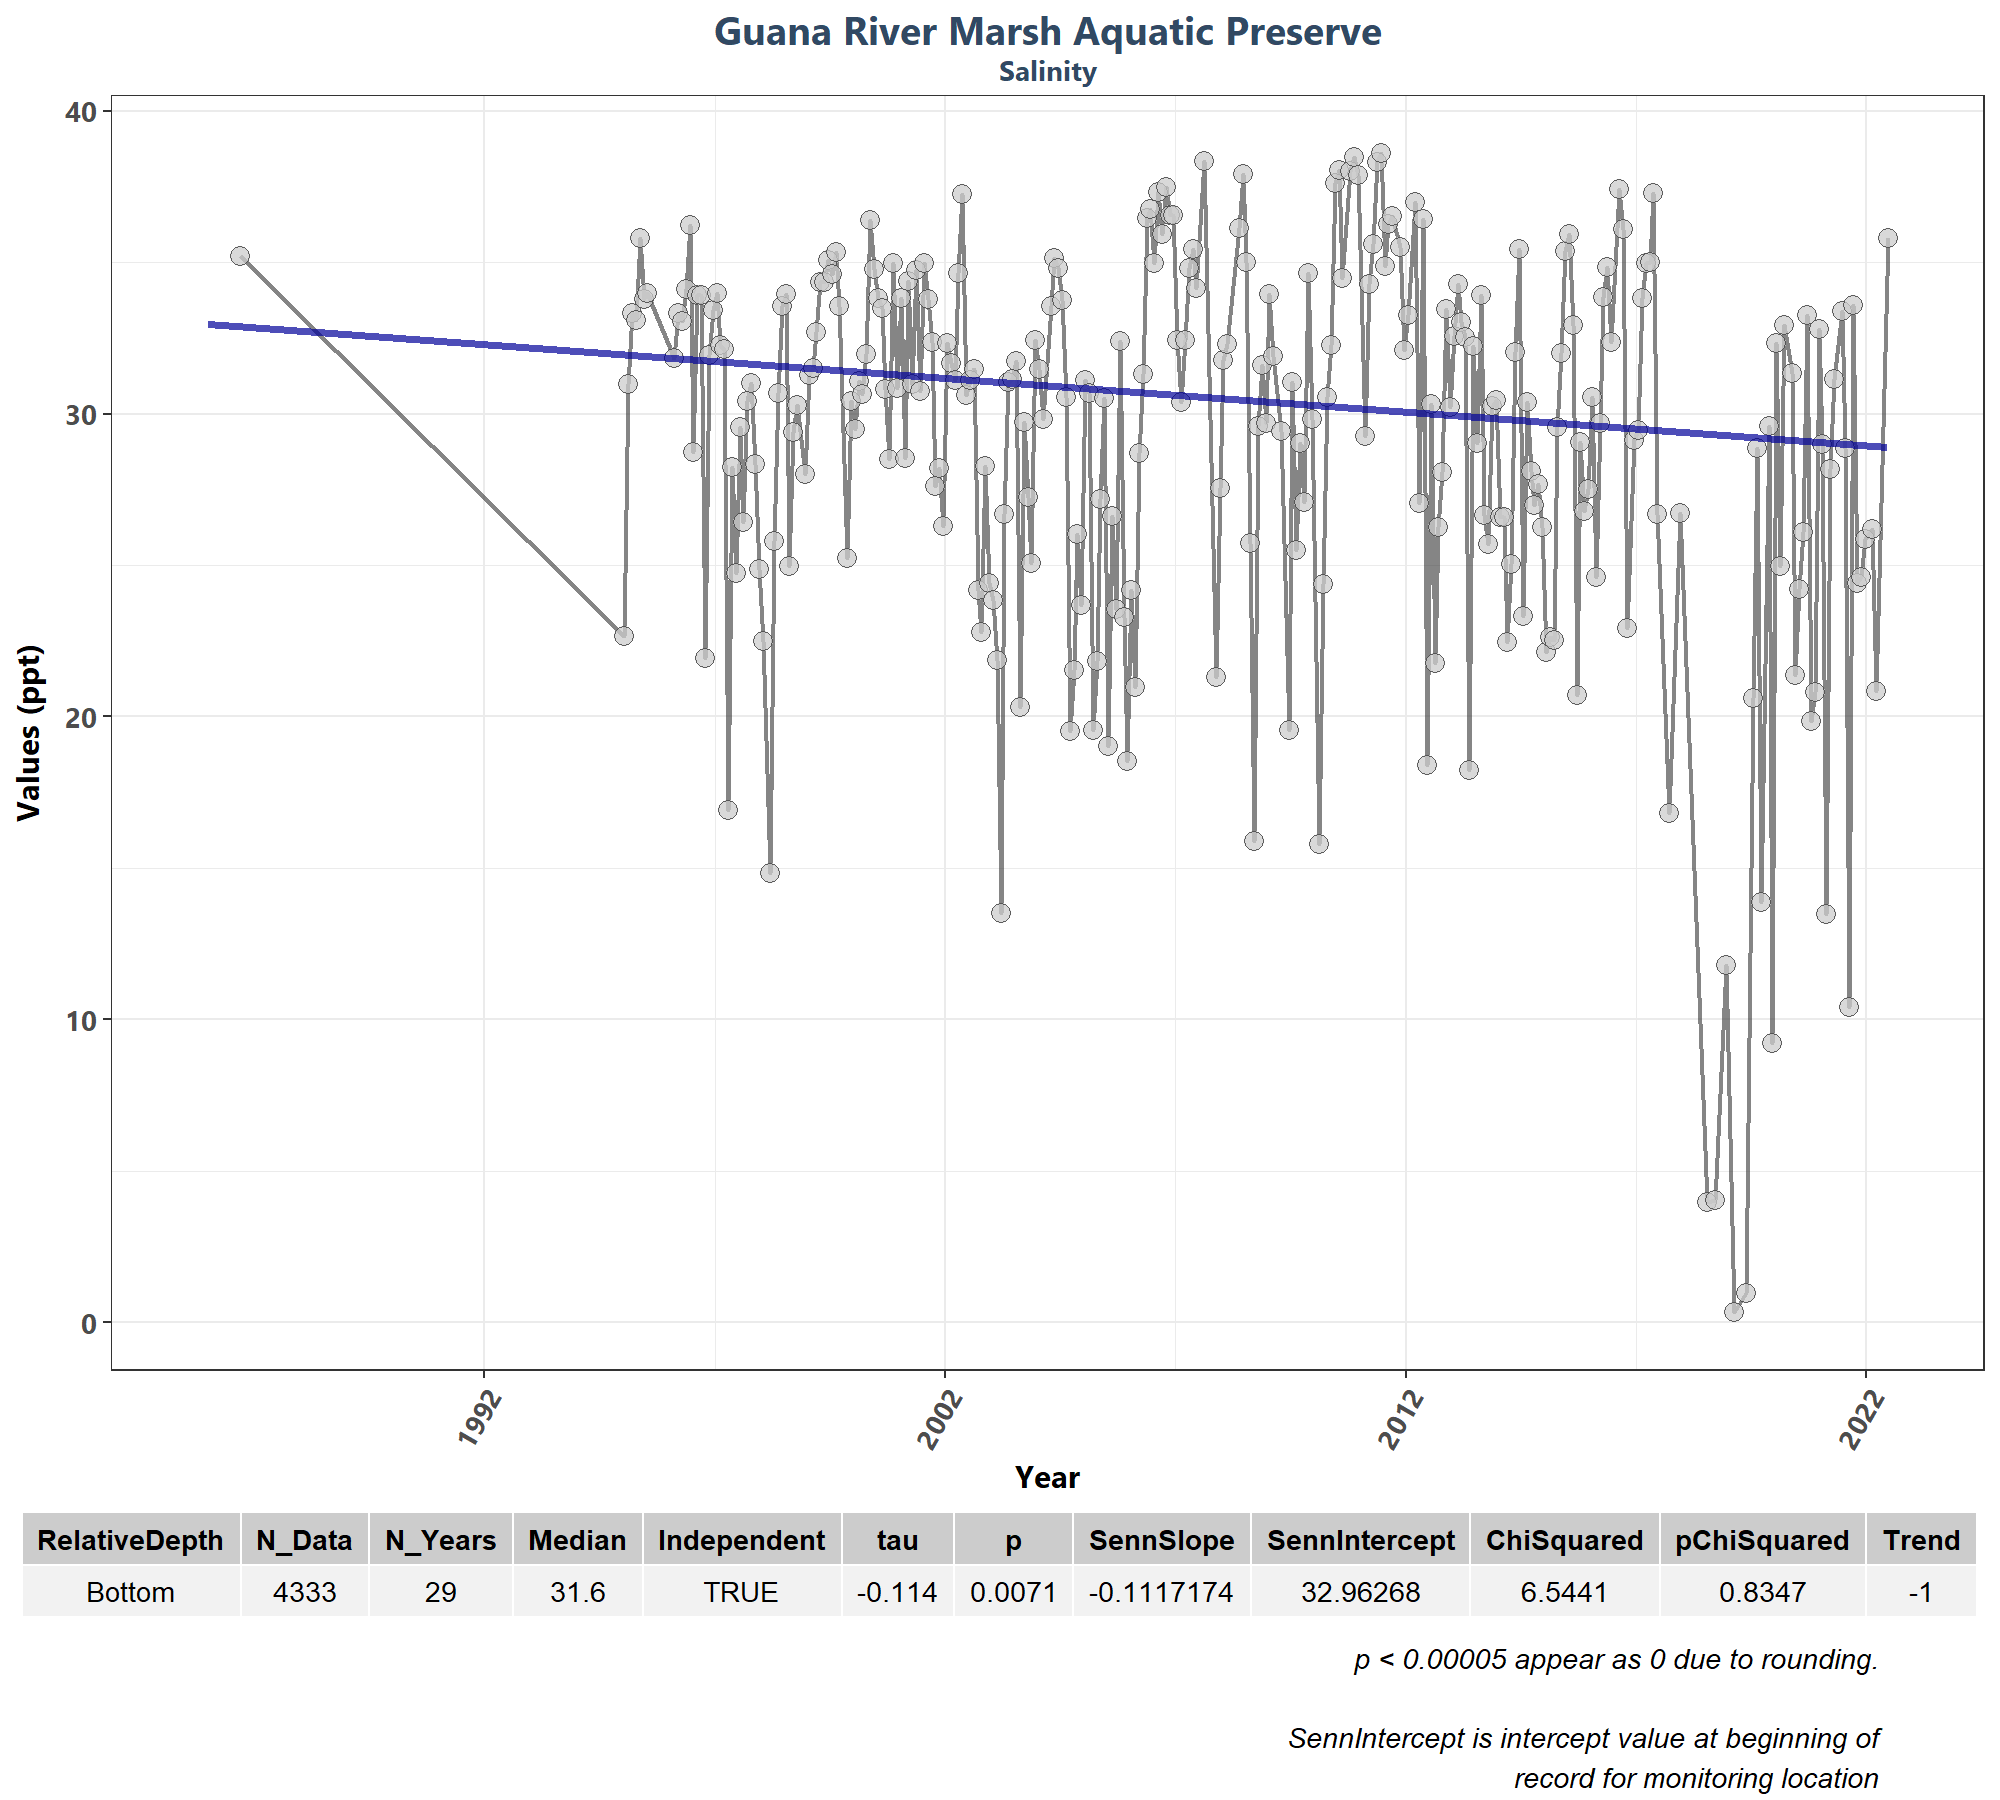 Guana River Marsh Aquatic Preserve
Salinity
40
30
20
10
0
Values (ppt)
1992
2002
2012
2022
Year
RelativeDepth N_Data N_Years Median Independent tau p SennSlope SennIntercept ChiSquared pChiSquared Trend
Bottom 4333 29 31.6 TRUE -0.114 0.0071 -0.1117174 32.96268 6.5441 0.8347 -1
p < 0.00005 appear as 0 due to rounding.
SennIntercept is intercept value at beginning of
record for monitoring location